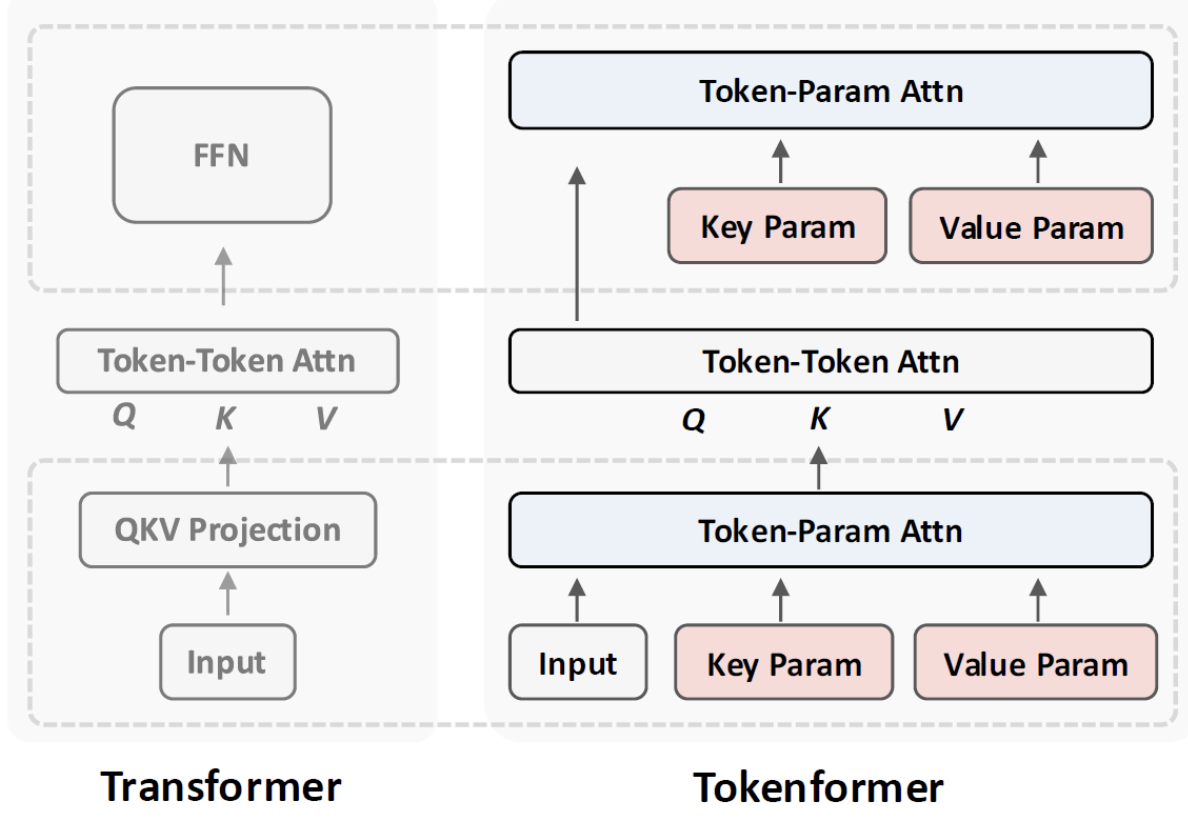 FFN
Token-Token Attn
Q K V
QKV Projection
Input
Transformer
Token-Param Attn
Key Param Value Param
Token-Token Attn
Q K V
Token-Param Attn
Input Key Param Value Param
Tokenformer